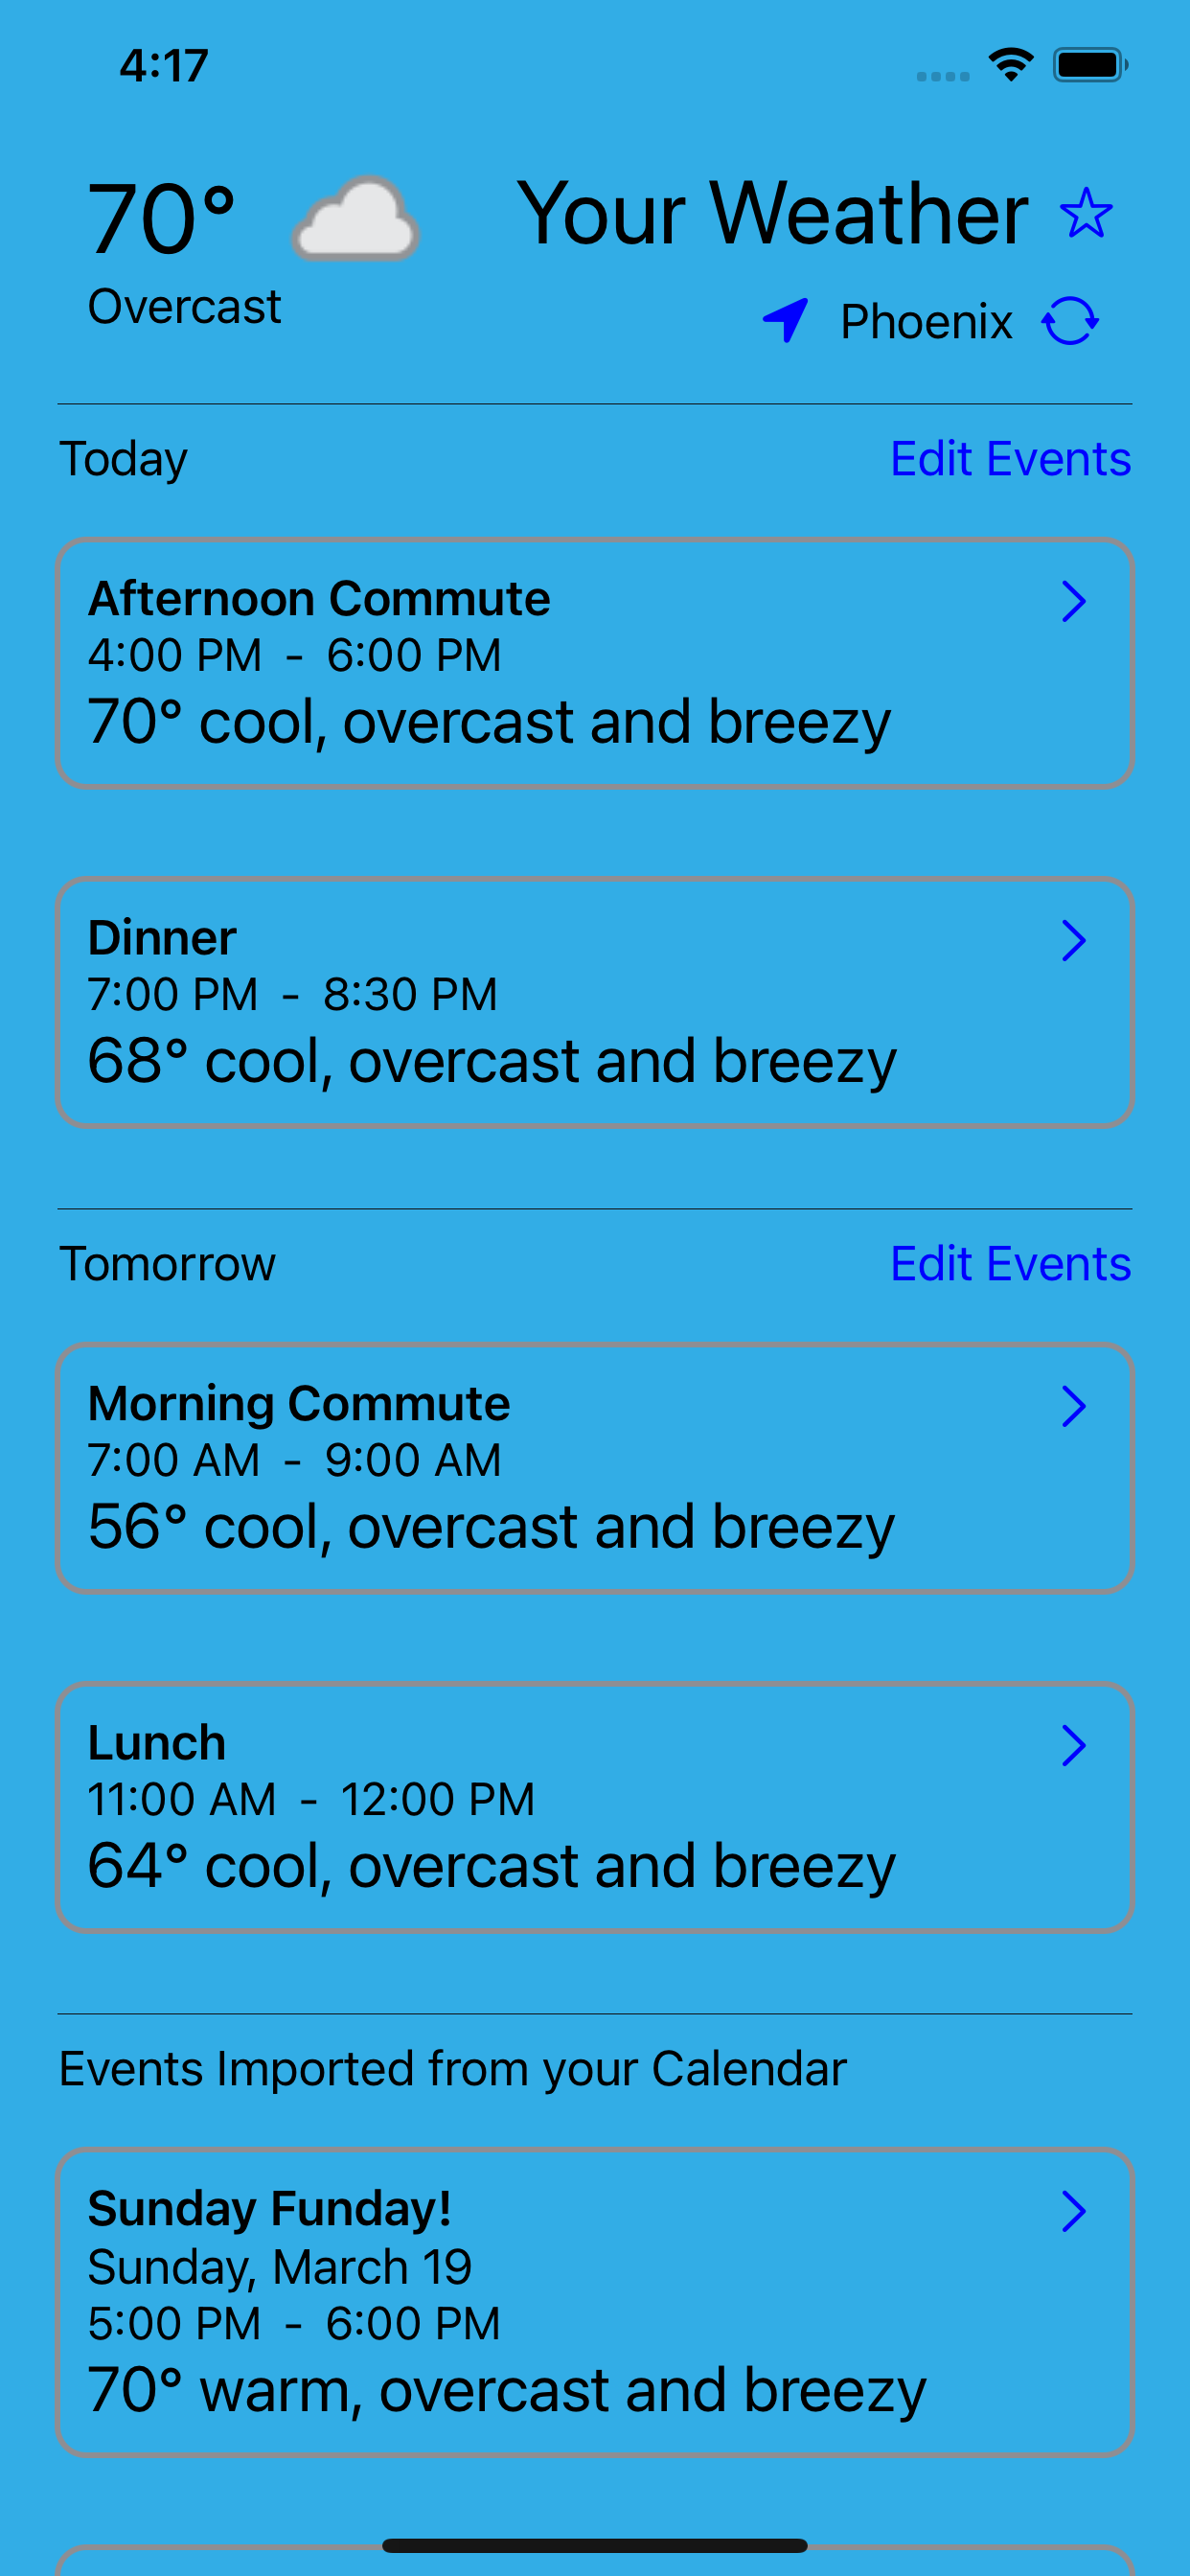 4:17
70°
Your Weather
Overcast
Phoenix
Today
Edit Events
Afternoon Commute
4:00 PM - 6:00 PM
70° cool, overcast and breezy
Dinner
7:00 PM - 8:30 PM
68° cool, overcast and breezy
Tomorrow
Edit Events
Morning Commute
7:00 AM - 9:00 AM
56° cool, overcast and breezy
Lunch
11:00 AM - 12:00 PM
64° cool, overcast and breezy
Events Imported from your Calendar
Sunday Funday!
Sunday, March 19
5:00 PM - 6:00 PM
70° warm, overcast and breezy